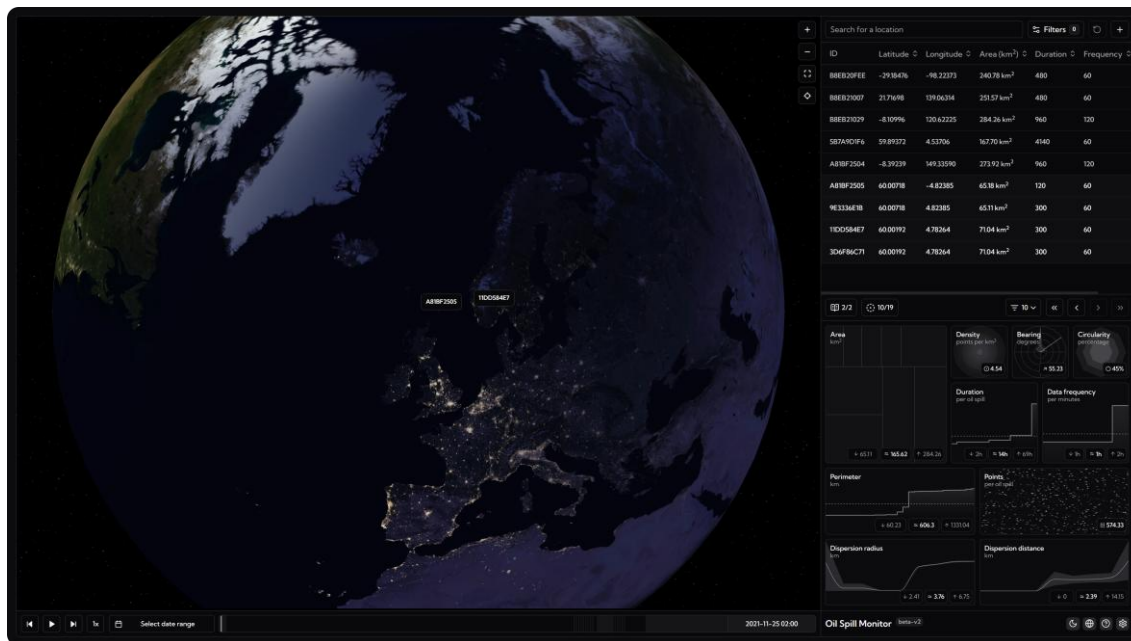 Search for a location
Filters 0
ID Latitude Longitude Area (km²) Duration Frequency
B8EB20FEE -29.18476 -98.22373 240.78 km² 480 60
B8EB21007 21.71698 139.06314 251.57 km² 480 60
B8EB21029 -8.10996 120.62225 284.26 km² 960 120
5B7A9D1F6 59.89372 4.53706 167.70 km² 4140 60
A81BF2504 -8.39239 149.33590 273.92 km² 960 120
A81BF2505 60.00718 -4.82385 65.18 km² 120 60
9E3336E1B 60.00718 4.82385 65.11 km² 300 60
11DD584E7 60.00192 4.78264 71.04 km² 300 60
3D6F86C71 60.00192 4.78264 71.04 km² 300 60
A81BF2505
11DD584E7
2/2 10/19 10
Area
km²
↓ 65.11 ≈ 165.62 ↑ 284.26
Density
points per km²
4.54
Bearing
degrees
55.23
Circularity
percentage
45%
Duration
per oil spill
↓ 2h ≈ 14h ↑ 69h
Data frequency
per minutes
↓ 1h ≈ 1h ↑ 2h
Perimeter
km
↓ 60.23 ≈ 606.3 ↑ 1331.04
Points
per oil spill
574.33
Dispersion radius
km
↓ 2.41 ≈ 3.76 ↑ 6.75
Dispersion distance
km
↓ 0 ≈ 2.39 ↑ 14.15
1x Select date range 2021-11-25 02:00
Oil Spill Monitor beta-v2